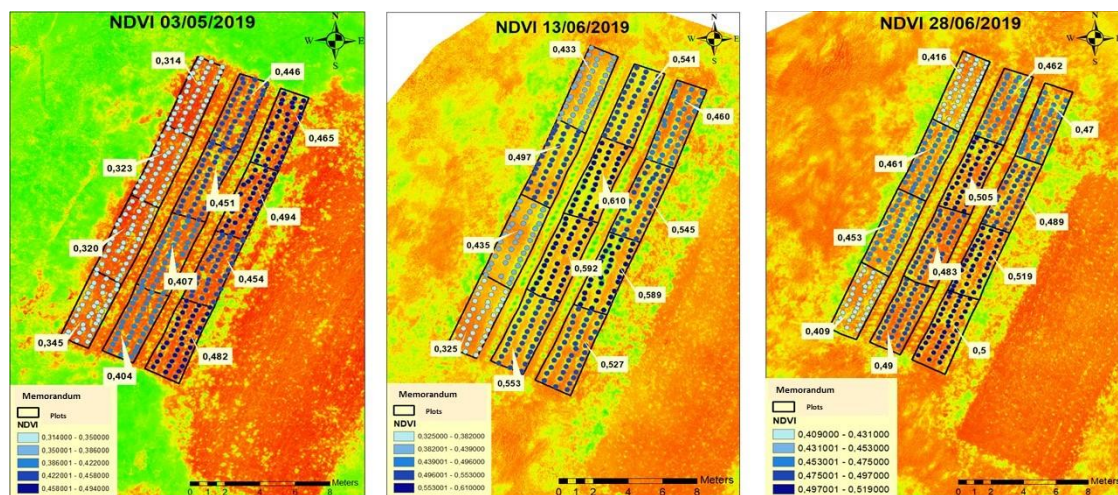 NDVI 03/05/2019
N
W E
S
0,314
0,446
0,465
0,323
0,451
0,494
0,320
0,407
0,454
0,345
0,482
0,404
Memorandum
Plots
NDVI
0,314000 - 0,350000
0,350001 - 0,386000
0,386001 - 0,422000
0,422001 - 0,458000
0,458001 - 0,494000
0 1 2 4 6 8
Meters
NDVI 13/06/2019
N
W E
S
0,433
0,541
0,460
0,497
0,610
0,545
0,435
0,592
0,589
0,325
0,527
0,553
Memorandum
Plots
NDVI
0,325000 - 0,382000
0,382001 - 0,439000
0,439001 - 0,496000
0,496001 - 0,553000
0,553001 - 0,610000
0 1 2 4 6 8
Meters
NDVI 28/06/2019
N
W E
S
0,416
0,462
0,47
0,461
0,505
0,489
0,453
0,483
0,519
0,409
0,5
0,49
Memorandum
Plots
NDVI
0,409000 - 0,431000
0,431001 - 0,453000
0,453001 - 0,475000
0,475001 - 0,497000
0,497001 - 0,519000
0 1 2 4 6 8
Meters